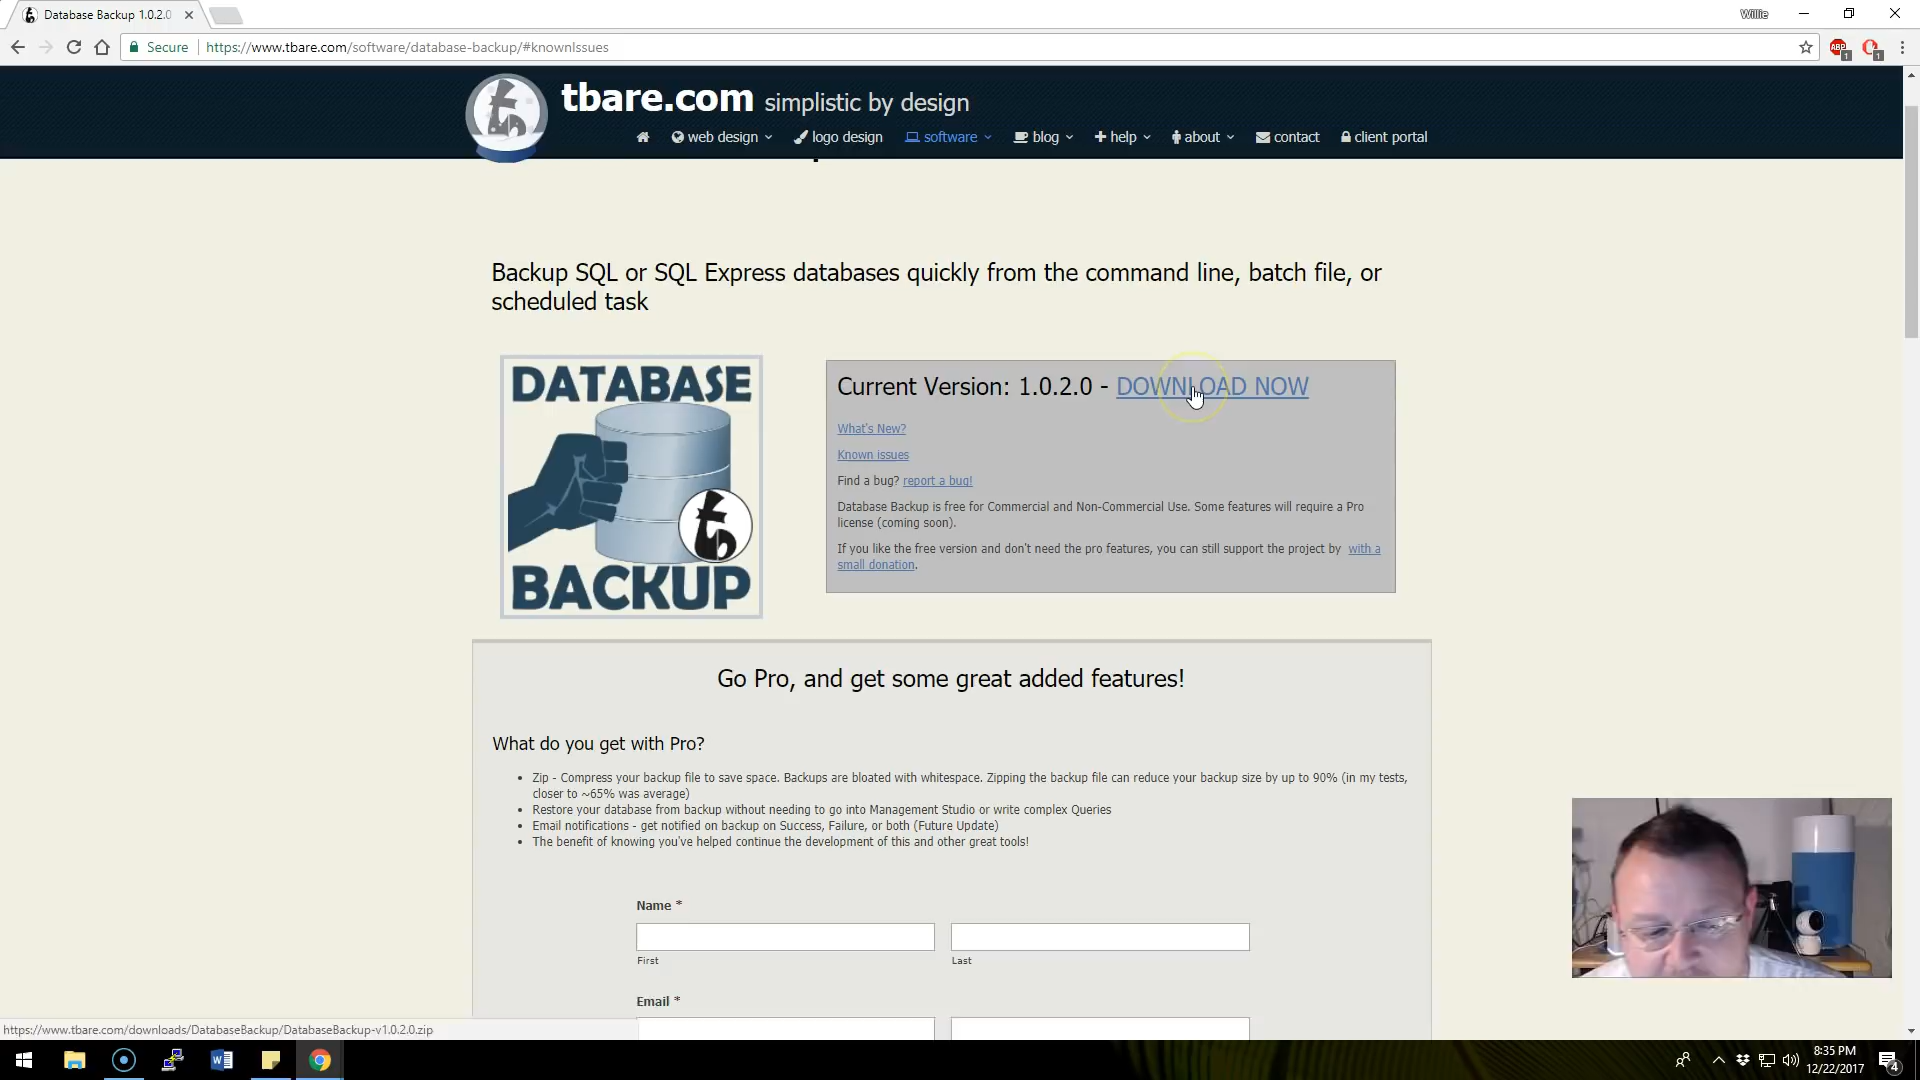 Database Backup 1.0.2.0
Willie
Secure
https://www.tbare.com/software/database-backup/#knownIssues
ABP
1
1
tbare.com simplistic by design
web design
logo design
software
blog
help
about
contact
client portal
Backup SQL or SQL Express databases quickly from the command line, batch file, or
scheduled task
DATABASE
BACKUP
Current Version: 1.0.2.0 - DOWNLOAD NOW
What's New?
Known issues
Find a bug? report a bug!
Database Backup is free for Commercial and Non-Commercial Use. Some features will require a Pro
license (coming soon).
If you like the free version and don't need the pro features, you can still support the project by with a
small donation.
Go Pro, and get some great added features!
What do you get with Pro?
Zip - Compress your backup file to save space. Backups are bloated with whitespace. Zipping the backup file can reduce your backup size by up to 90% (in my tests,
closer to ~65% was average)
Restore your database from backup without needing to go into Management Studio or write complex Queries
Email notifications - get notified on backup on Success, Failure, or both (Future Update)
The benefit of knowing you've helped continue the development of this and other great tools!
Name *
First
Last
Email *
https://www.tbare.com/downloads/DatabaseBackup/DatabaseBackup-v1.0.2.0.zip
8:35 PM
12/22/2017
4